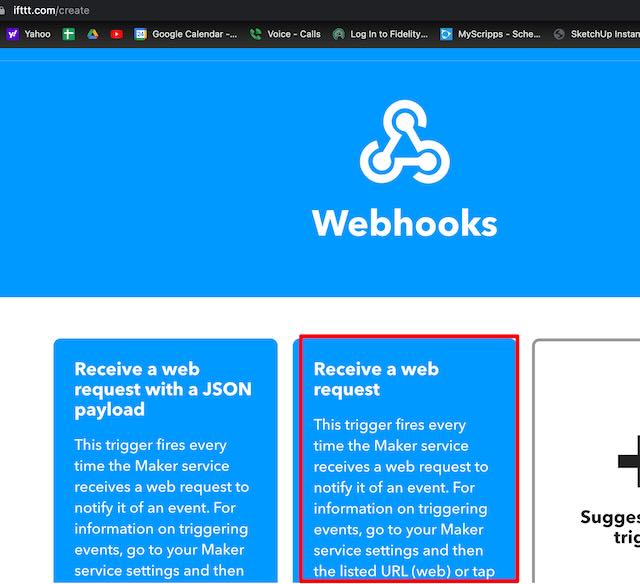 ifttt.com/create
Yahoo
Google Calendar -...
Voice - Calls
Log In to Fidelity...
MyScripps - Sche...
SketchUp Instan
Webhooks
Receive a web
request with a JSON
payload
This trigger fires every
time the Maker service
receives a web request to
notify it of an event. For
information on triggering
events, go to your Maker
service settings and then
Receive a web
request
This trigger fires every
time the Maker service
receives a web request to
notify it of an event. For
information on triggering
events, go to your Maker
service settings and then
the listed URL (web) or tap
Sugges
trig